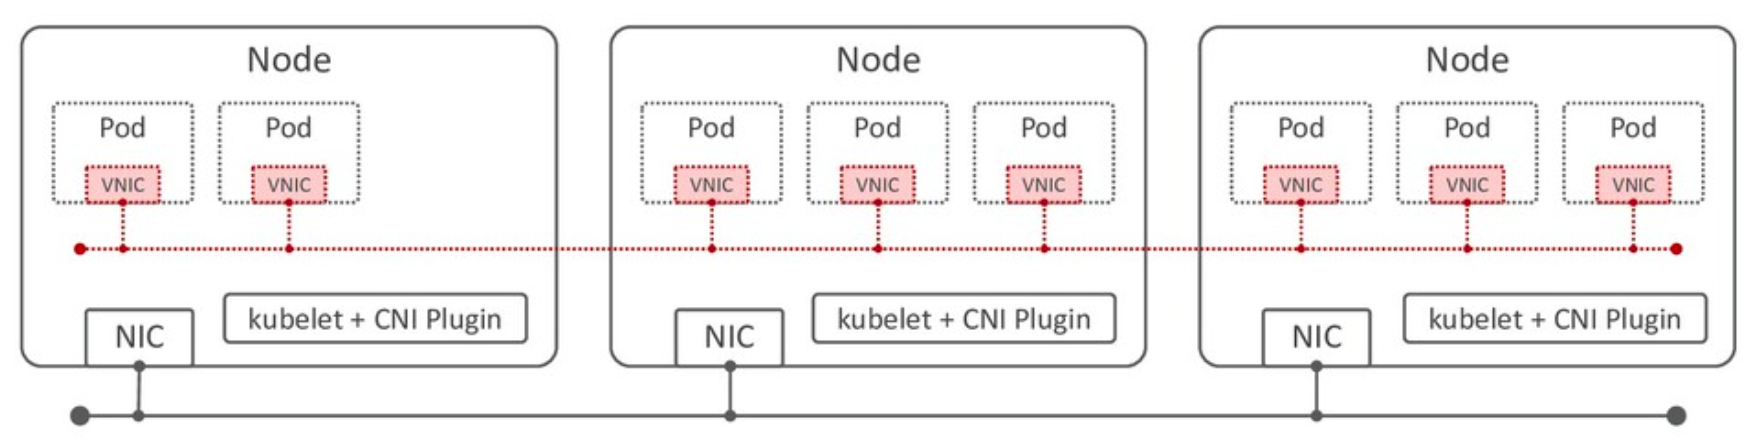 Node
Pod
Pod
VNIC
VNIC
kubelet + CNI Plugin
NIC
Node
Pod
Pod
Pod
VNIC
VNIC
VNIC
kubelet + CNI Plugin
NIC
Node
Pod
Pod
Pod
VNIC
VNIC
VNIC
kubelet + CNI Plugin
NIC